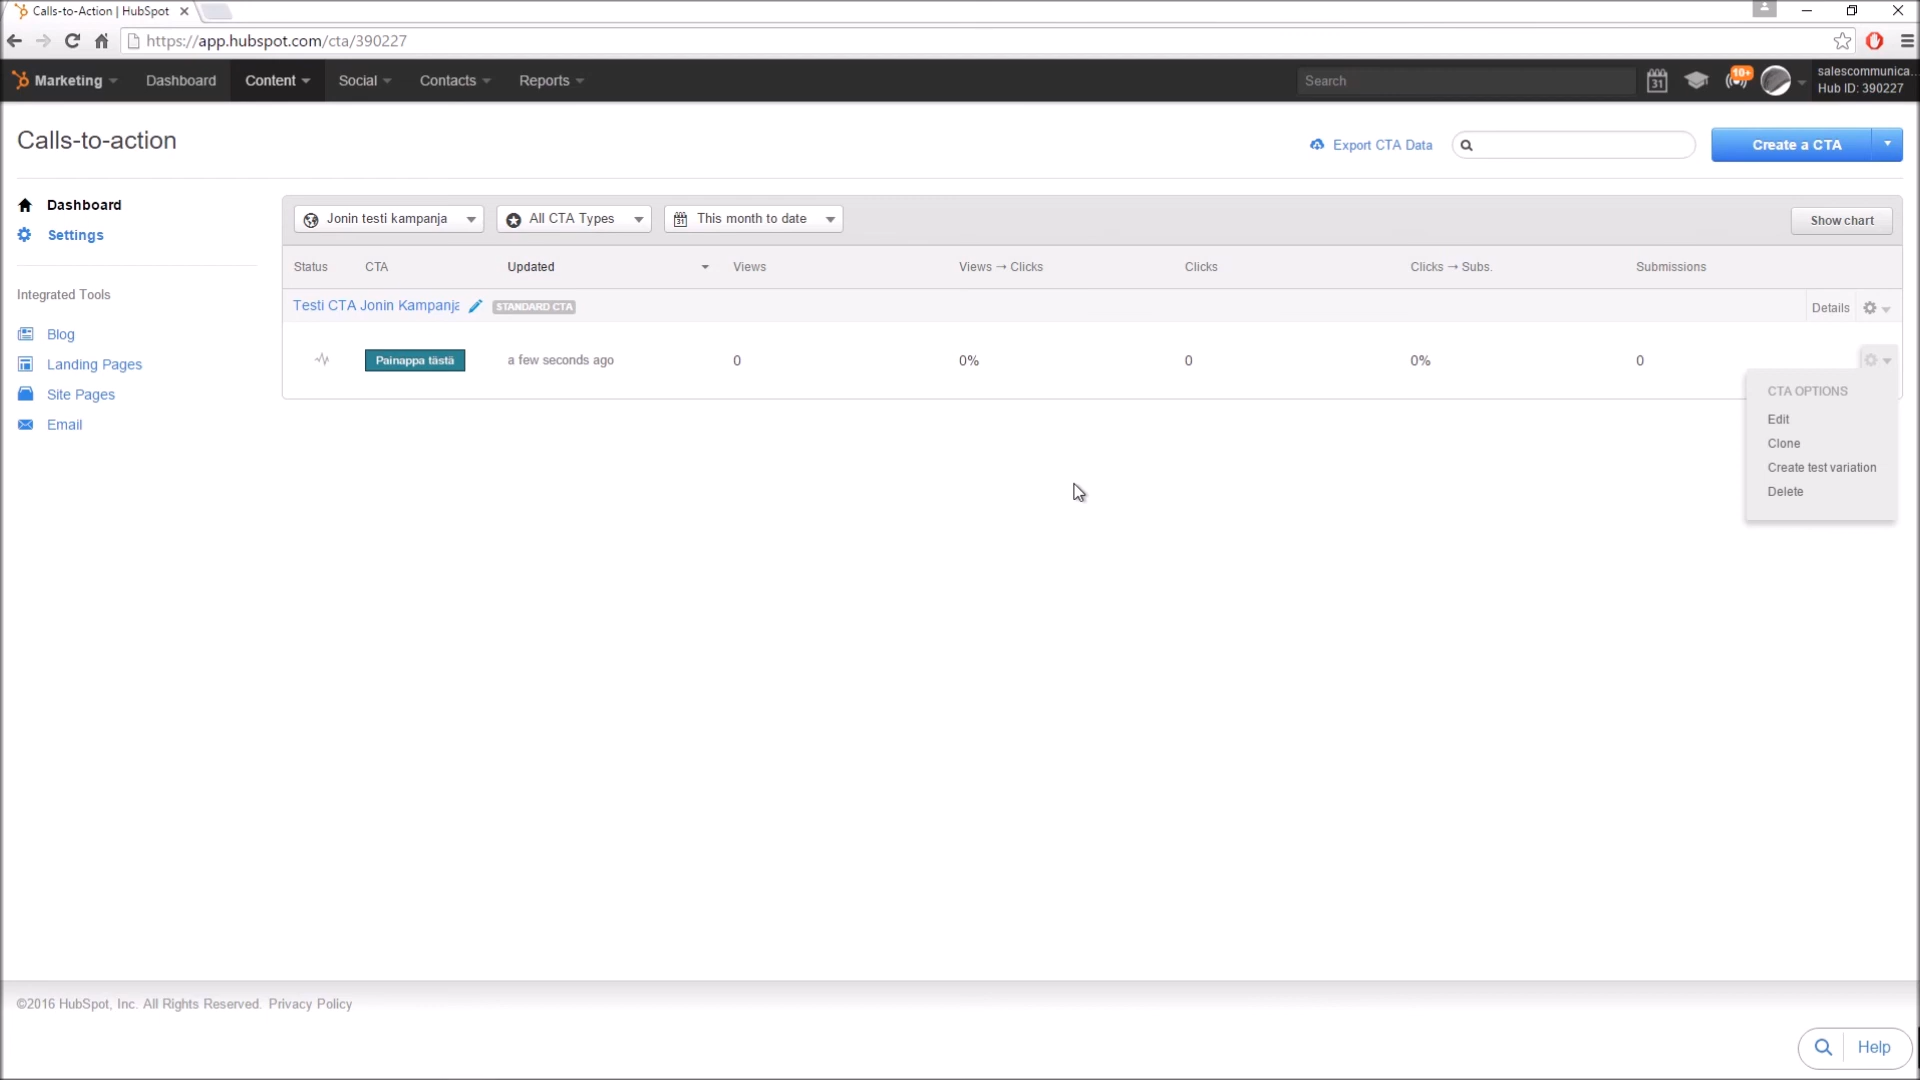 Calls-to-Action | HubSpot
https://app.hubspot.com/cta/390227
Marketing Dashboard Content Social Contacts Reports Search 31 10+ salescommunica...
Hub ID: 390227
Calls-to-action
Export CTA Data
Create a CTA
Dashboard
Settings
Integrated Tools
Blog
Landing Pages
Site Pages
Email
Jonin testi kampanja All CTA Types 31 This month to date Show chart
Status CTA Updated Views Views → Clicks Clicks Clicks → Subs. Submissions
Testi CTA Jonin Kampanja STANDARD CTA Details
Painappa tästä a few seconds ago 0 0% 0 0% 0
CTA OPTIONS
Edit
Clone
Create test variation
Delete
©2016 HubSpot, Inc. All Rights Reserved. Privacy Policy
Help